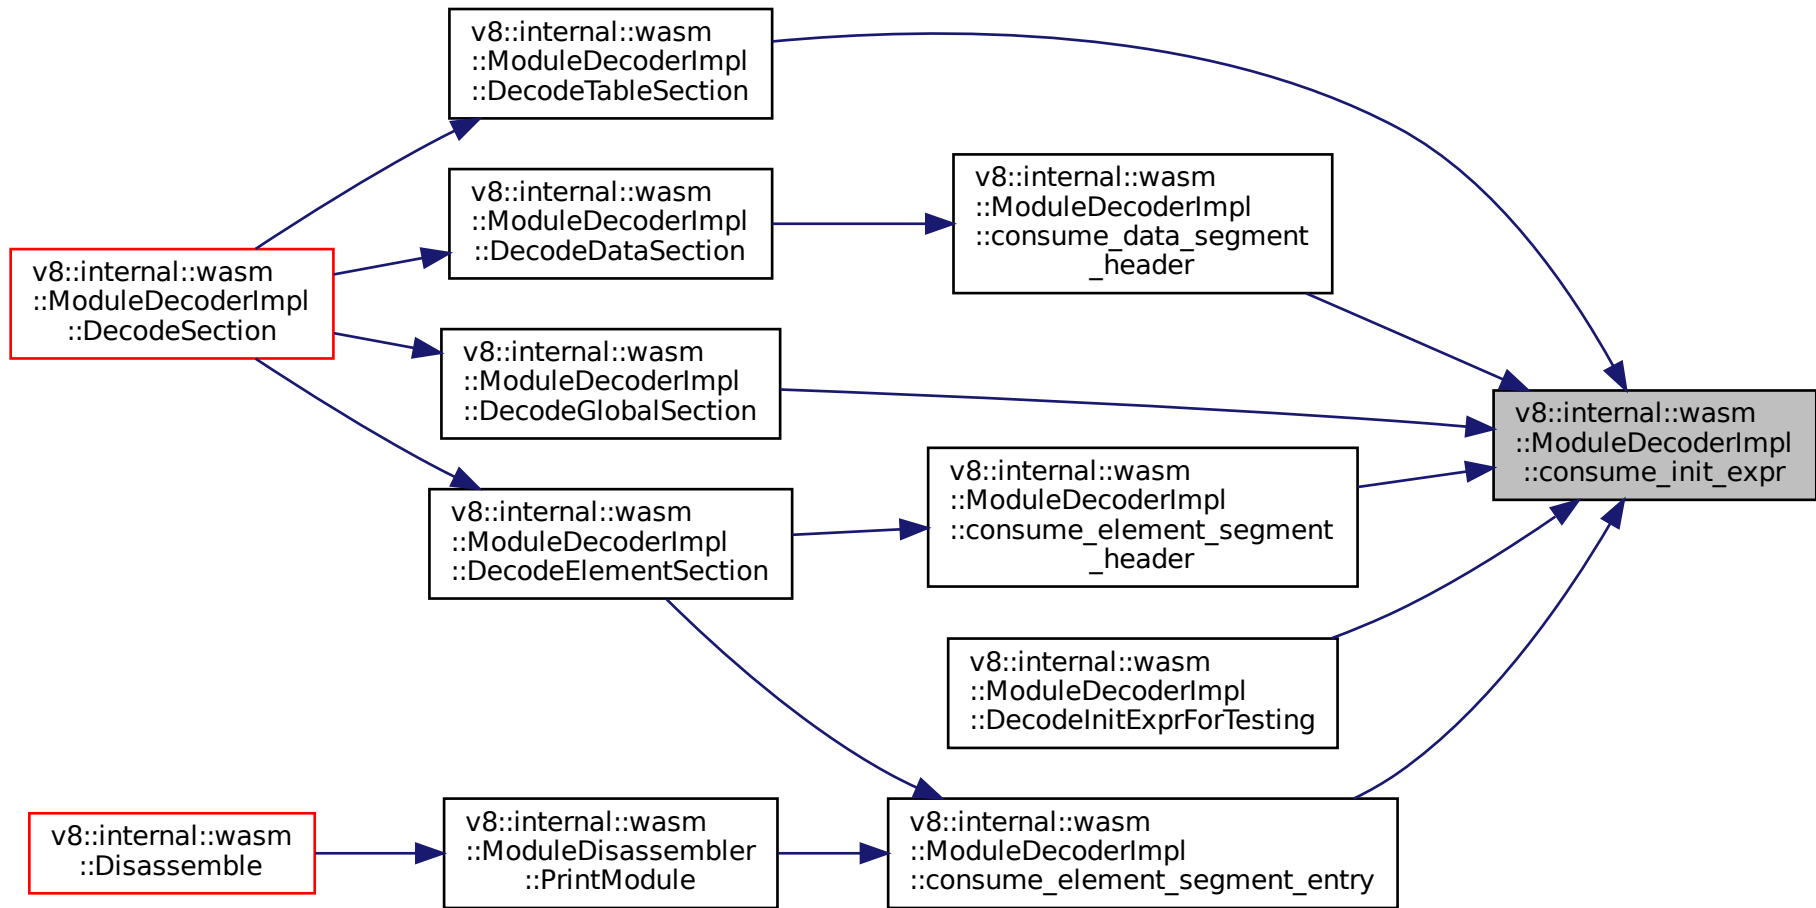 v8::internal::wasm
::ModuleDecoderImpl
::DecodeTableSection
v8::internal::wasm
::ModuleDecoderImpl
::consume_data_segment
_header
v8::internal::wasm
::ModuleDecoderImpl
::DecodeDataSection
v8::internal::wasm
::ModuleDecoderImpl
::DecodeSection
v8::internal::wasm
::ModuleDecoderImpl
::DecodeGlobalSection
v8::internal::wasm
::ModuleDecoderImpl
::consume_init_expr
v8::internal::wasm
::ModuleDecoderImpl
::consume_element_segment
_header
v8::internal::wasm
::ModuleDecoderImpl
::DecodeElementSection
v8::internal::wasm
::ModuleDecoderImpl
::DecodeInitExprForTesting
v8::internal::wasm
::Disassemble
v8::internal::wasm
::ModuleDisassembler
::PrintModule
v8::internal::wasm
::ModuleDecoderImpl
::consume_element_segment_entry